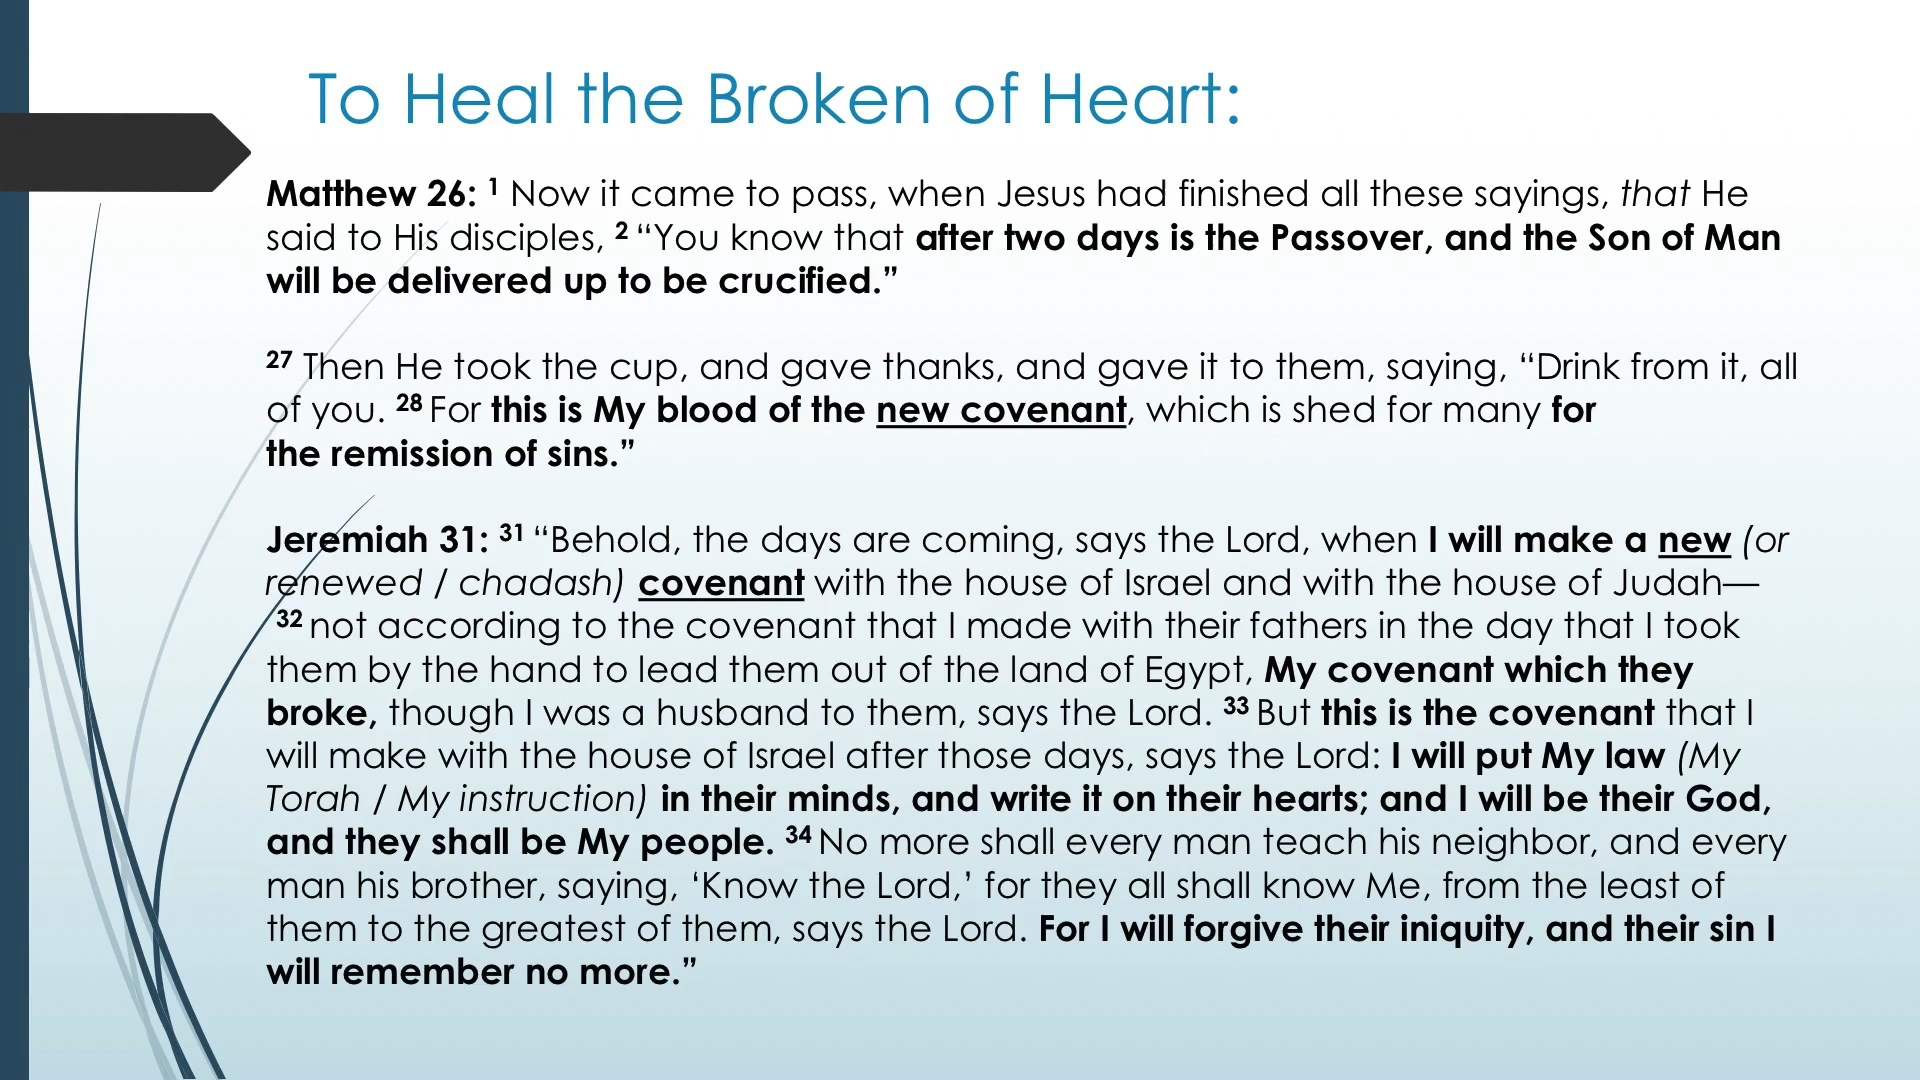 To Heal the Broken of Heart:
Matthew 26: 1 Now it came to pass, when Jesus had finished all these sayings, that He
said to His disciples, 2 “You know that after two days is the Passover, and the Son of Man
will be delivered up to be crucified.”
27 Then He took the cup, and gave thanks, and gave it to them, saying, “Drink from it, all
of you. 28 For this is My blood of the new covenant, which is shed for many for
the remission of sins.”
Jeremiah 31: 31 “Behold, the days are coming, says the Lord, when I will make a new (or
renewed / chadash) covenant with the house of Israel and with the house of Judah—
32 not according to the covenant that I made with their fathers in the day that I took
them by the hand to lead them out of the land of Egypt, My covenant which they
broke, though I was a husband to them, says the Lord. 33 But this is the covenant that I
will make with the house of Israel after those days, says the Lord: I will put My law (My
Torah / My instruction) in their minds, and write it on their hearts; and I will be their God,
and they shall be My people. 34 No more shall every man teach his neighbor, and every
man his brother, saying, ‘Know the Lord,’ for they all shall know Me, from the least of
them to the greatest of them, says the Lord. For I will forgive their iniquity, and their sin I
will remember no more.”